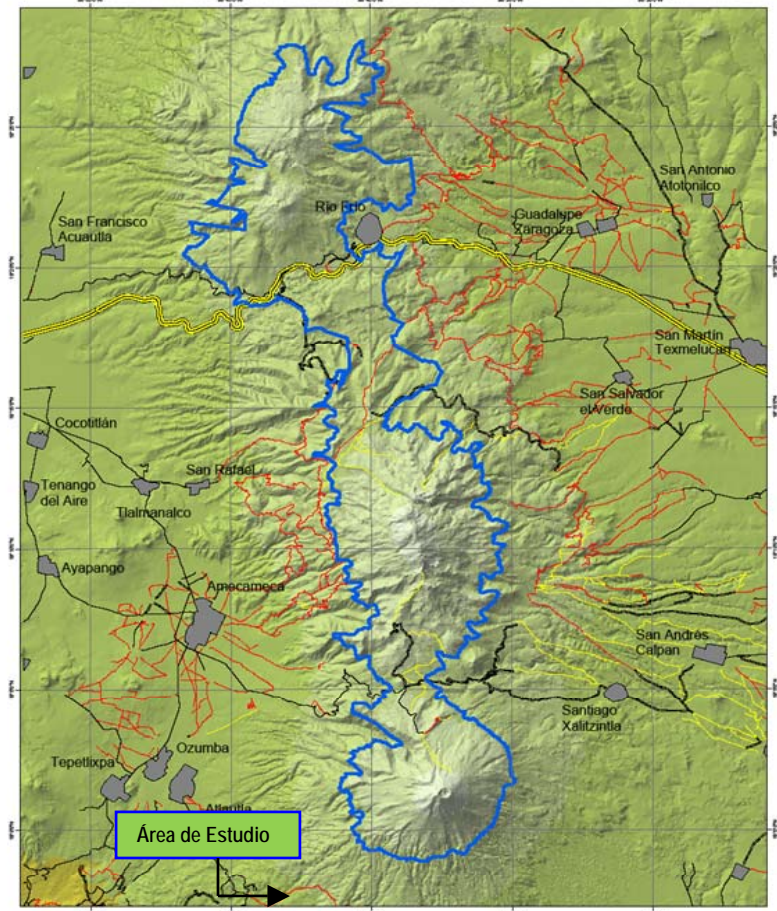 San Antonio
Atotonilco
Río Frío
Guadalupe
Zaragoza
San Francisco
Acuautla
San Martín
Texmelucan
San Salvador
el Verde
Cocotitlán
San Rafael
Tenango
del Aire
Tlalmanalco
Ayapango
Amecameca
San Andrés
Calpan
Santiago
Xalitzintla
Ozumba
Tepetlixpa
Atlautla
Área de Estudio